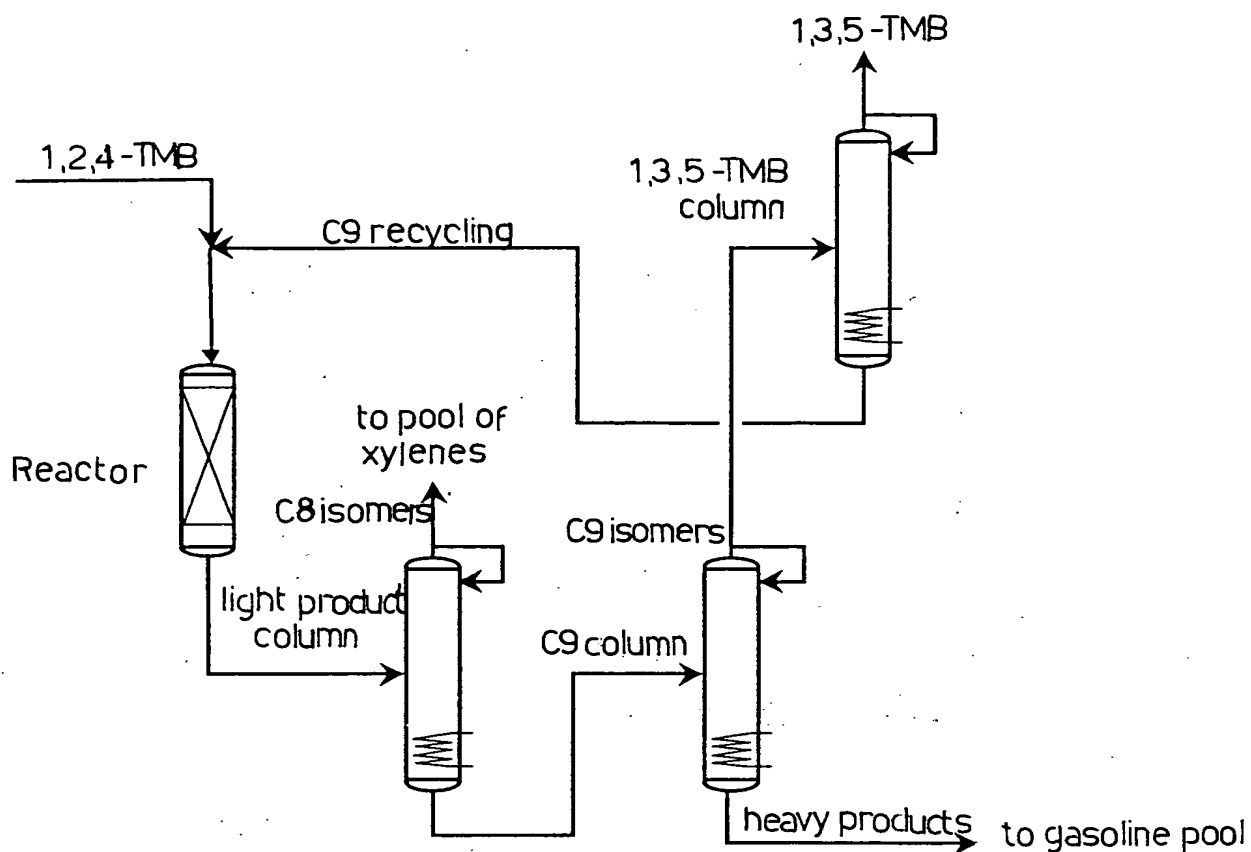 1,3,5-TMB
1,2,4-TMB
1,3,5-TMB
column
C9 recycling
Reactor
to pool of
xylenes
C8 isomers
C9 isomers
light product
column
C9 column
heavy products
to gasoline pool